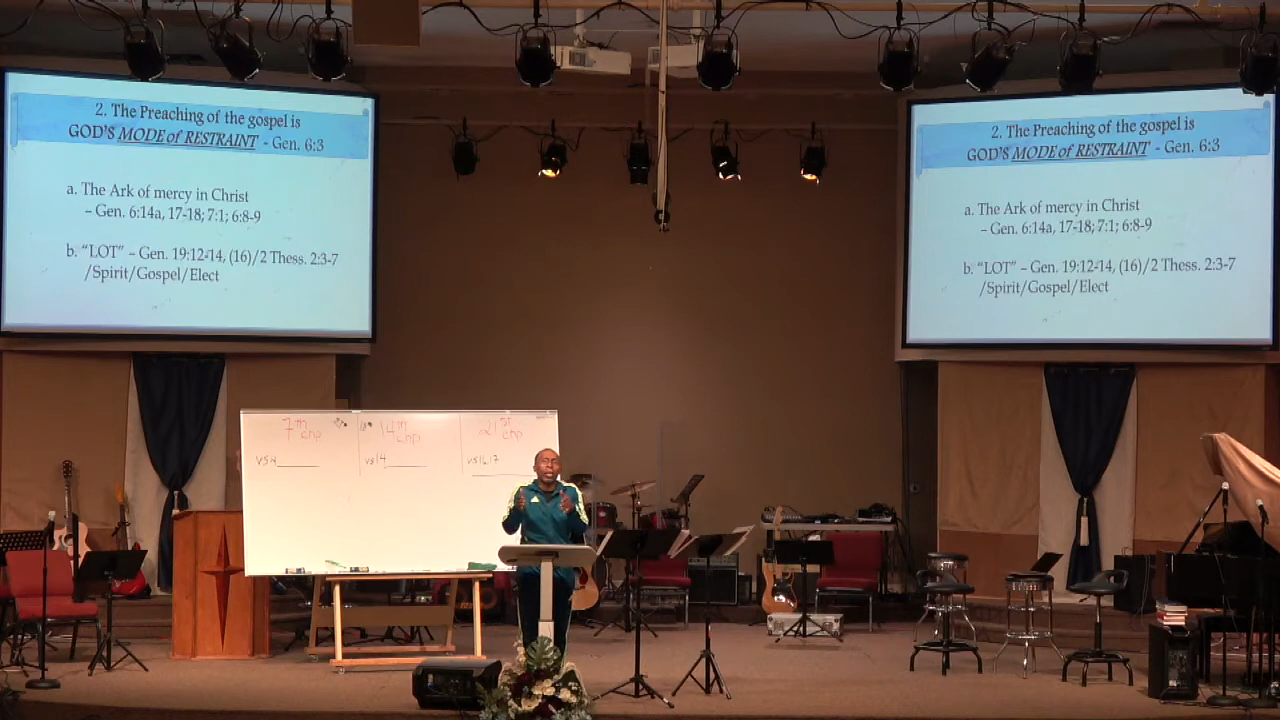 2. The Preaching of the gospel is
GOD'S MODE of RESTRAINT - Gen. 6:3
a. The Ark of mercy in Christ
– Gen. 6:14a, 17-18; 7:1; 6:8-9
b. “LOT” – Gen. 19:12-14, (16)/2 Thess. 2:3-7
/Spirit/Gospel/Elect
2. The Preaching of the gospel is
GOD'S MODE of RESTRAINT - Gen. 6:3
a. The Ark of mercy in Christ
– Gen. 6:14a, 17-18; 7:1; 6:8-9
b. “LOT” – Gen. 19:12-14, (16)/2 Thess. 2:3-7
/Spirit/Gospel/Elect
7th chp
14th chp
21st chp
vs14
vs16,17